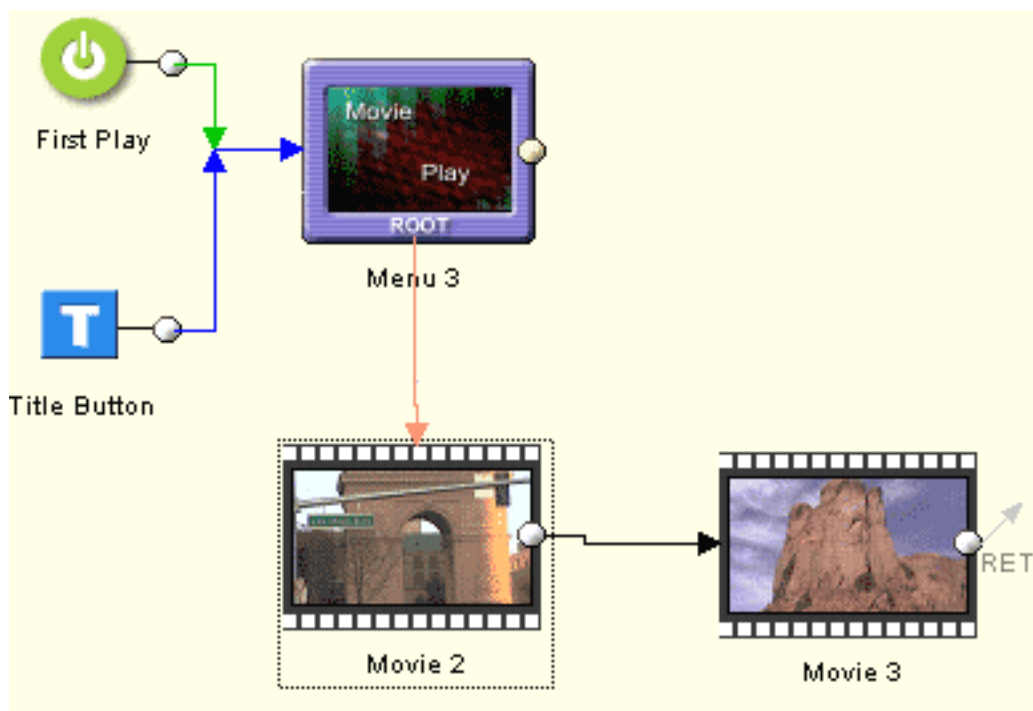 First Play
Movie
Play
ROOT
Menu 3
T
Title Button
Movie 2
RET
Movie 3